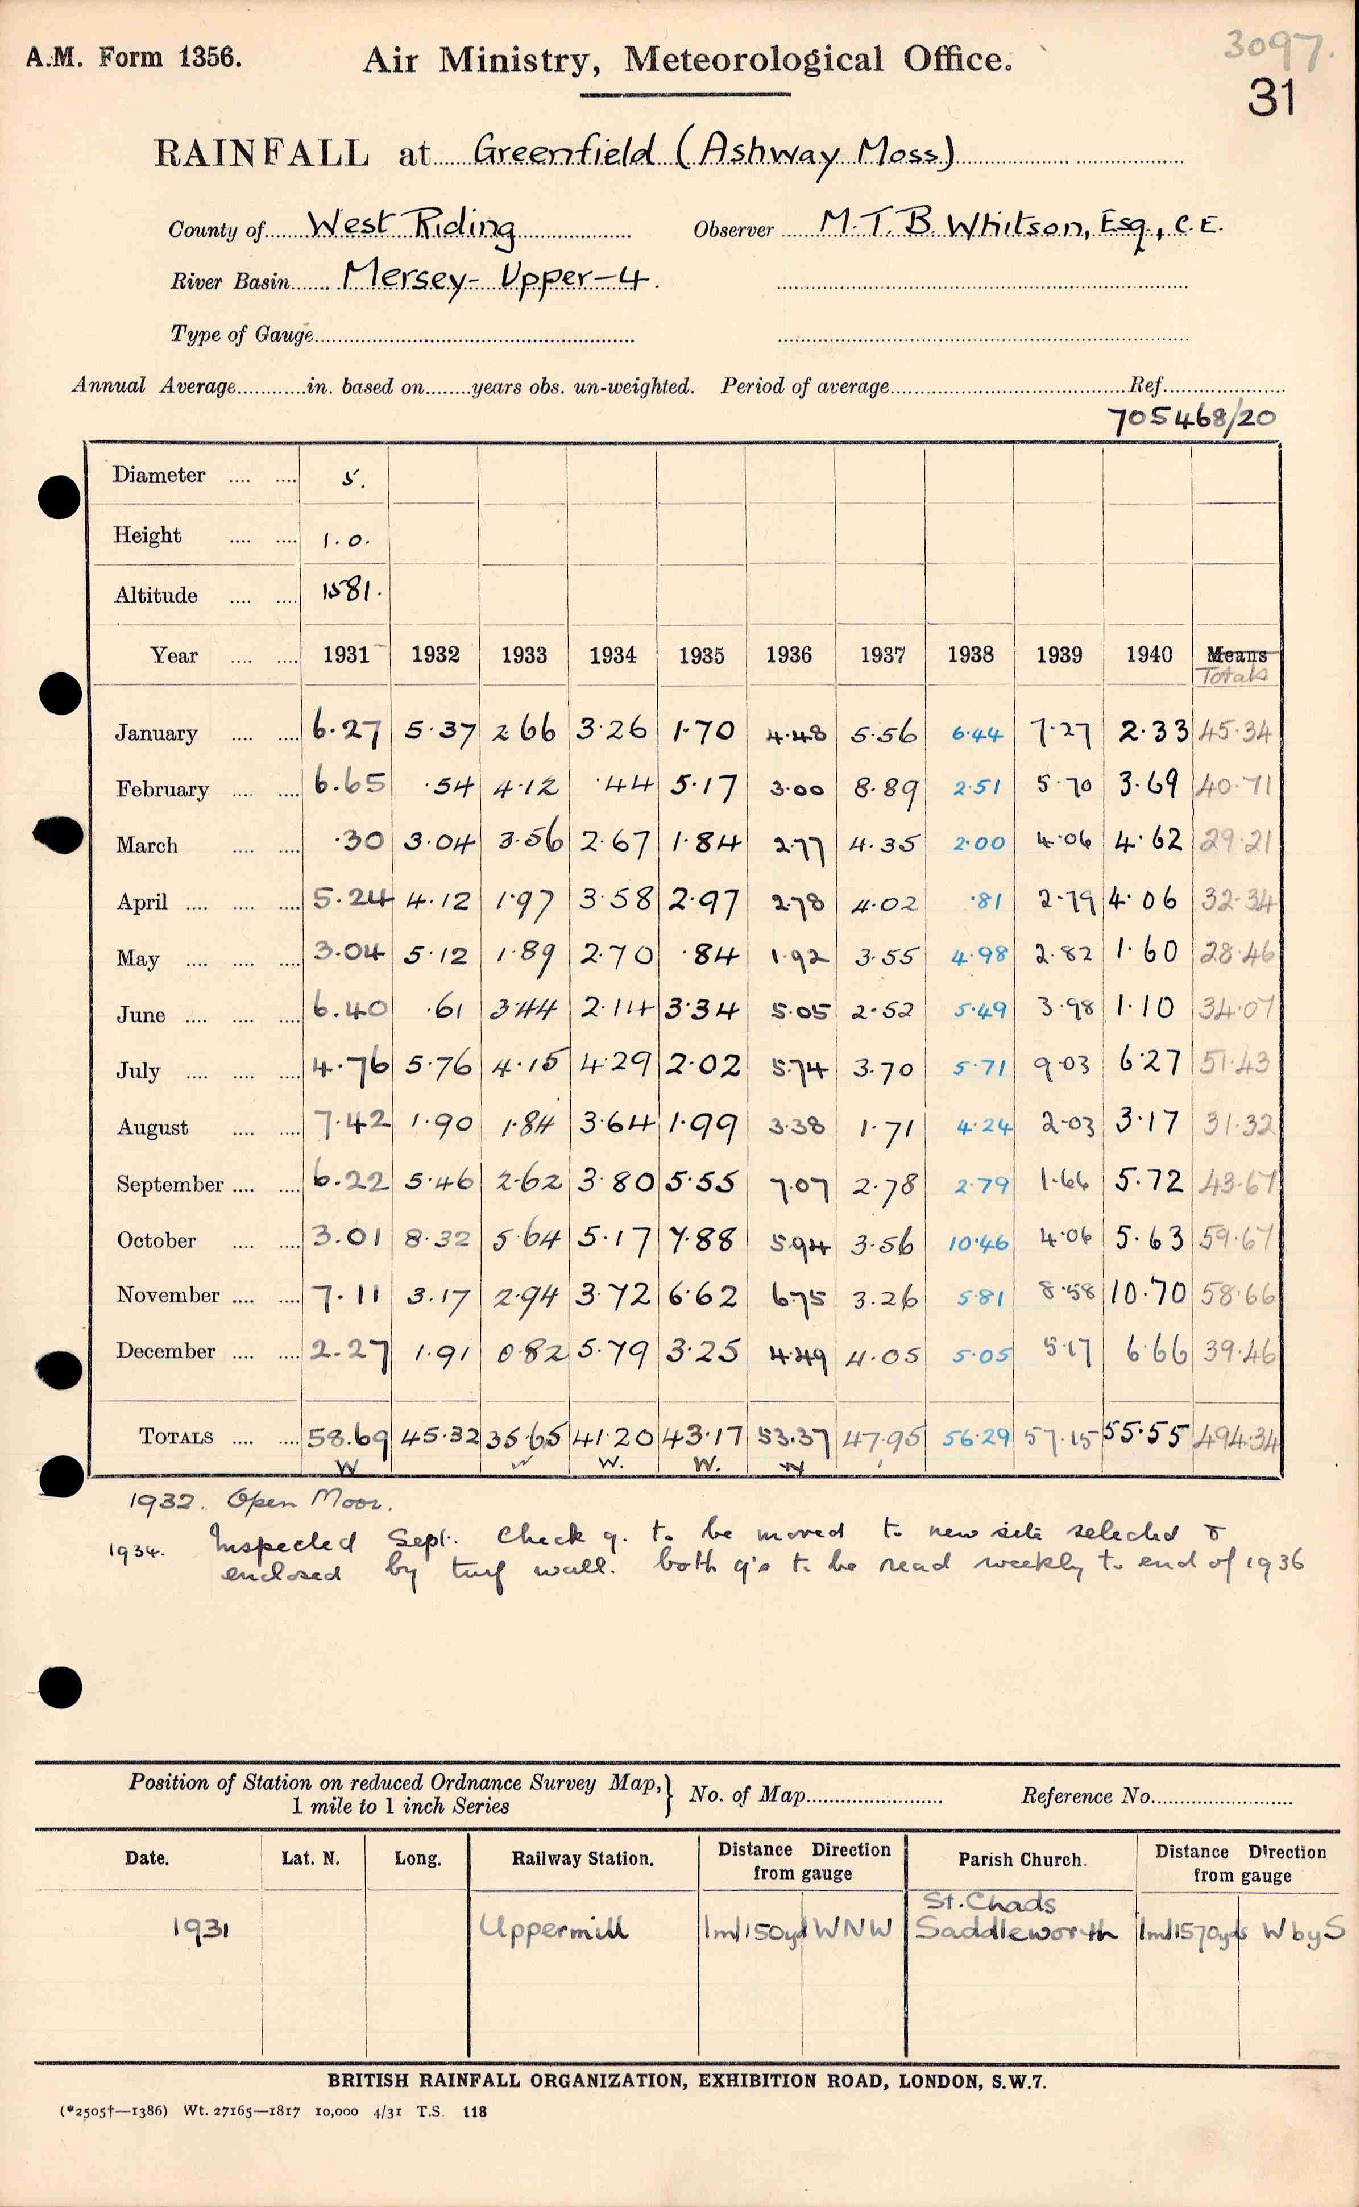 A.M. Form 1356.
Air Ministry, Meteorological Office.
3097.
31
RAINFALL at Greenfield (Ashway Moss)
County of West Riding Observer M.T.B. Whitson, Esq., C.E.
River Basin Mersey- Upper-4.
Type of Gauge
Annual Average in. based on years obs. un-weighted. Period of average Ref.
705468/20
Diameter 5.
Height 1.0.
Altitude 1581.
Year 1931 1932 1933 1934 1935 1936 1937 1938 1939 1940 Means
Totals
January 6.27 5.37 2.66 3.26 1.70 4.48 5.56 6.44 7.27 2.33 45.34
February 6.65 .54 4.12 .44 5.17 3.00 8.89 2.51 5.70 3.69 40.71
March .30 3.04 3.56 2.67 1.84 2.77 4.35 2.00 4.06 4.62 29.21
April 5.24 4.12 1.97 3.58 2.97 2.78 4.02 .81 2.79 4.06 32.34
May 3.04 5.12 1.89 2.70 .84 1.92 3.55 4.98 2.82 1.60 28.46
June 6.40 .61 3.44 2.14 3.34 5.05 2.52 5.49 3.98 1.10 34.07
July 4.76 5.76 4.15 4.29 2.02 5.74 3.70 5.71 9.03 6.27 51.43
August 7.42 1.90 1.84 3.64 1.99 3.38 1.71 4.24 2.03 3.17 31.32
September 6.22 5.46 2.62 3.80 5.55 7.07 2.78 2.79 1.66 5.72 43.67
October 3.01 8.32 5.64 5.17 7.88 5.94 3.56 10.46 4.06 5.63 59.67
November 7.11 3.17 2.94 3.72 6.62 6.75 3.26 5.81 8.58 10.70 58.66
December 2.27 1.91 0.82 5.79 3.25 4.49 4.05 5.05 5.17 6.66 39.46
TOTALS 58.69 45.32 35.65 41.20 43.17 53.37 47.95 56.29 57.15 55.55 494.34
W W W. W. W
1932. Open Moor.
1934. Inspected Sept. Check g. to be moved to new site selected &
enclosed by turf wall. both g's to be read weekly to end of 1936
Position of Station on reduced Ordnance Survey Map, } No. of Map Reference No.
1 mile to 1 inch Series
Date. Lat. N. Long. Railway Station. Distance Direction from gauge Parish Church. Distance Direction from gauge
St. Chads
1931 Uppermill 1ml 150yd WNW Saddleworth 1ml 1570yds W by S
BRITISH RAINFALL ORGANIZATION, EXHIBITION ROAD, LONDON, S.W.7.
(*2505†—1386) Wt. 27165—1817 10,000 4/31 T.S. 118